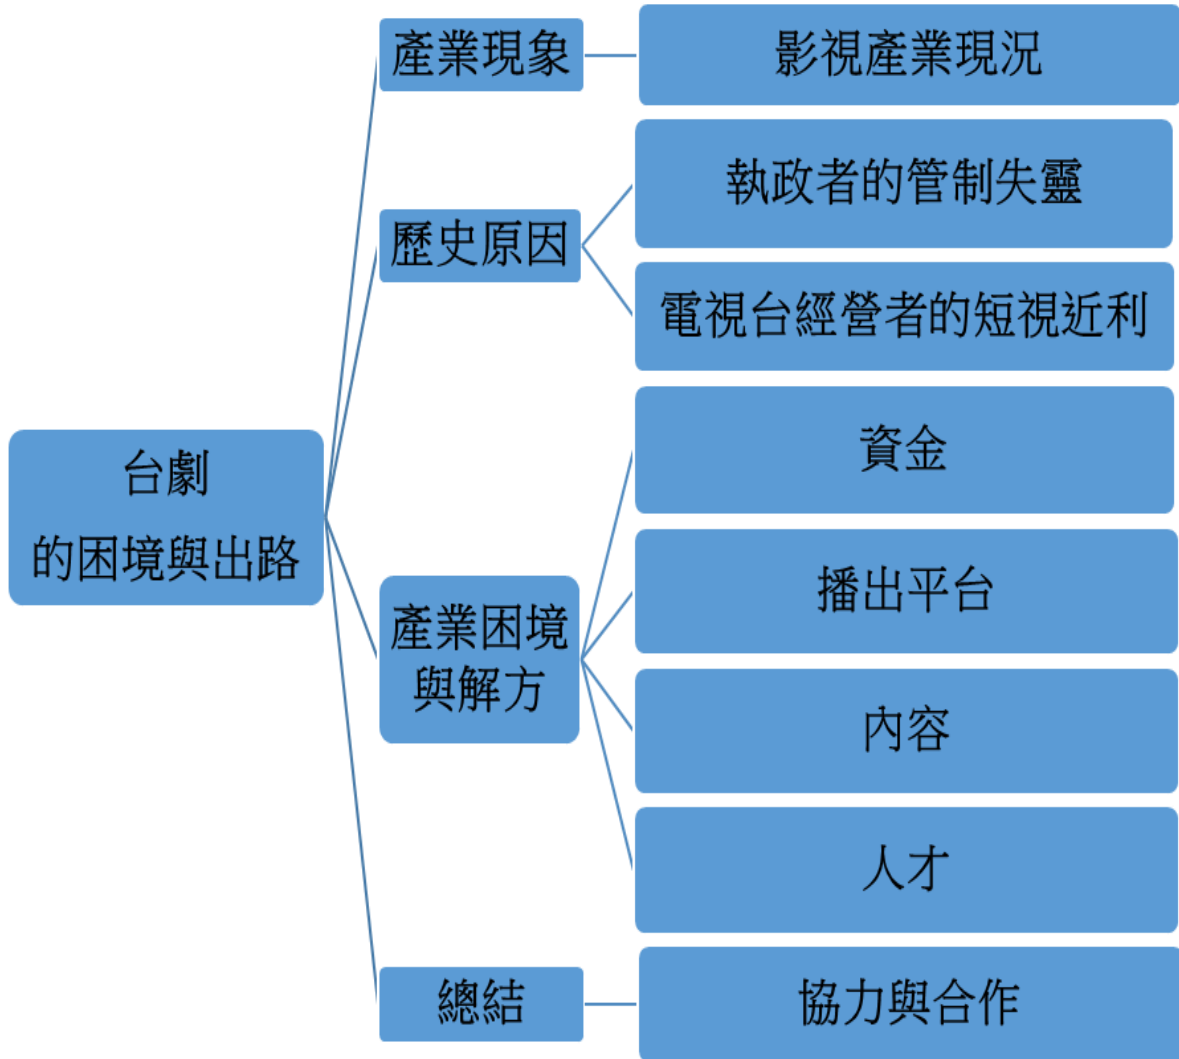 台劇
的困境與出路
產業現象
影視產業現況
歷史原因
執政者的管制失靈
電視台經營者的短視近利
產業困境
與解方
資金
播出平台
內容
人才
總結
協力與合作